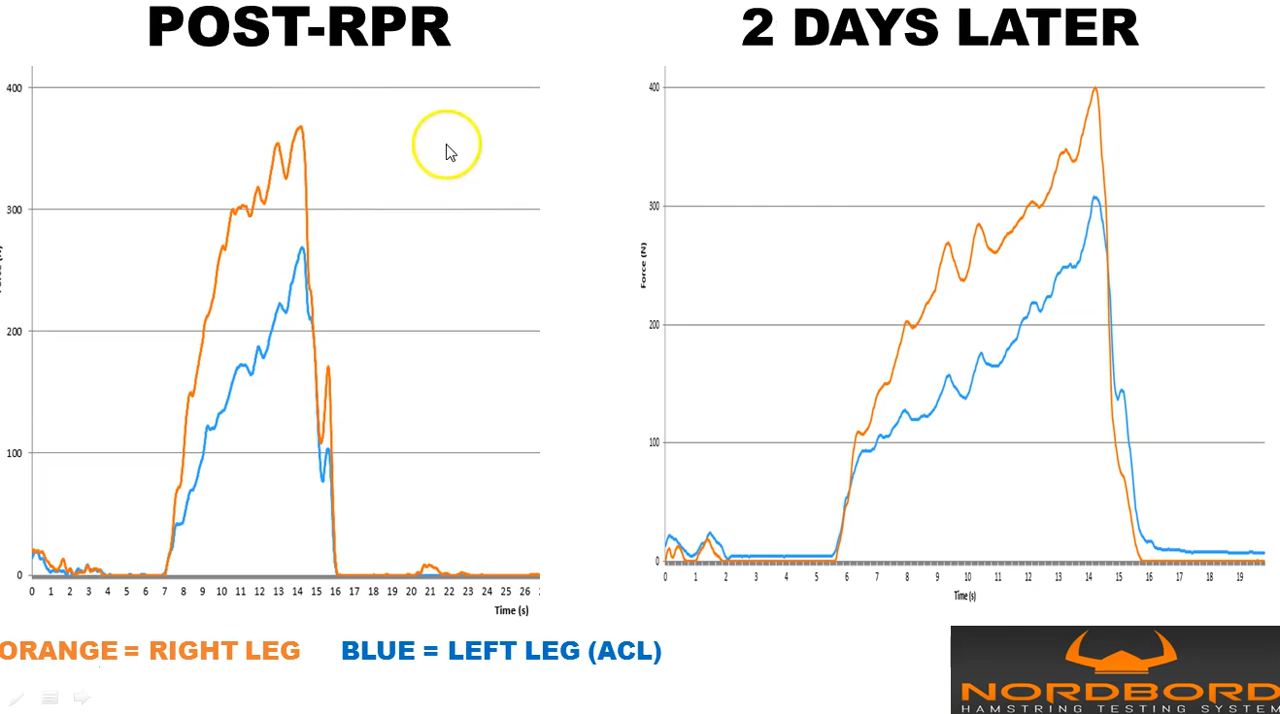 POST-RPR
2 DAYS LATER
400
300
200
100
0
0 1 2 3 4 5 6 7 8 9 10 11 12 13 14 15 16 17 18 19 20 21 22 23 24 25 26
Time (s)
Force (N)
400
300
200
100
0
0 1 2 3 4 5 6 7 8 9 10 11 12 13 14 15 16 17 18 19
Time (s)
ORANGE = RIGHT LEG
BLUE = LEFT LEG (ACL)
NORDBORD
HAMSTRING TESTING SYSTEM